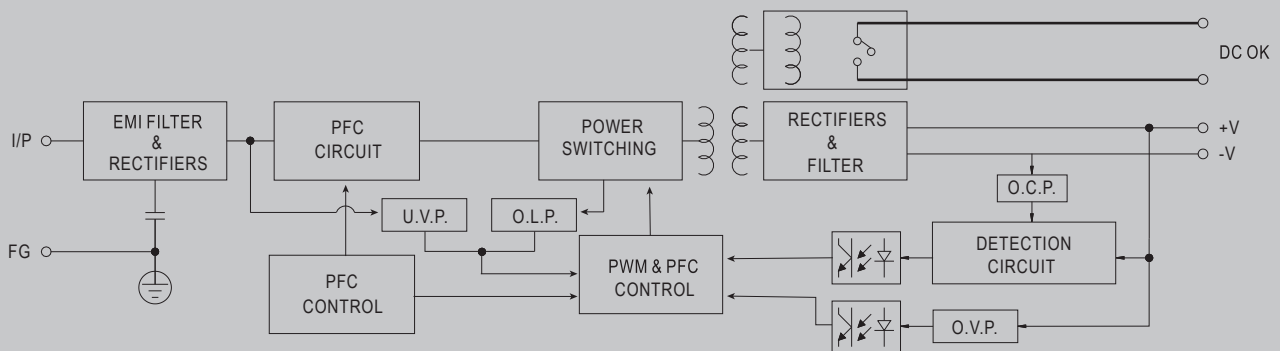 DC OK
I/P
EMI FILTER
&
RECTIFIERS
PFC
CIRCUIT
POWER
SWITCHING
RECTIFIERS
&
FILTER
+V
-V
O.C.P.
U.V.P.
O.L.P.
FG
PFC
CONTROL
PWM & PFC
CONTROL
DETECTION
CIRCUIT
O.V.P.